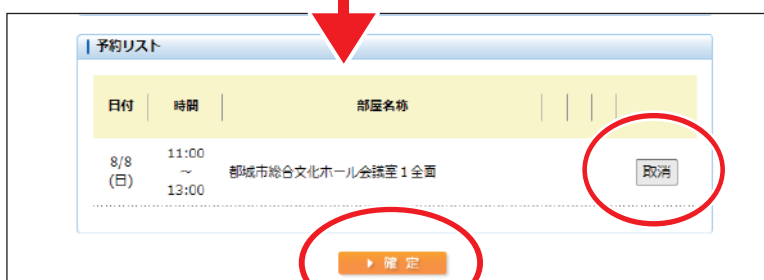 予約リスト
日付 時間 部屋名称
8/8
(日)
11:00
～
13:00
都城市総合文化ホール会議室1全面
取消
確定